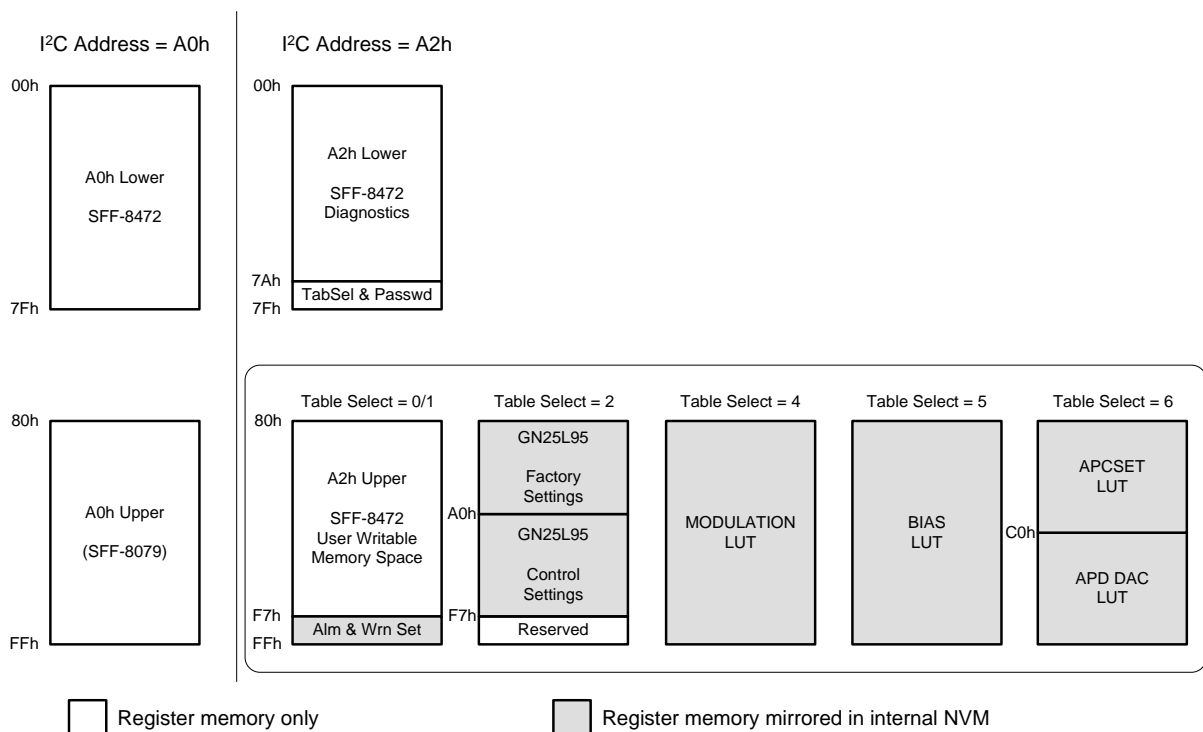 I²C Address = A0h
I²C Address = A2h
00h
A0h Lower
SFF-8472
7Fh
00h
A2h Lower
SFF-8472
Diagnostics
7Ah
TabSel & Passwd
7Fh
80h
A0h Upper
(SFF-8079)
FFh
Table Select = 0/1
80h
A2h Upper
SFF-8472
User Writable
Memory Space
F7h
Alm & Wrn Set
FFh
Table Select = 2
GN25L95
Factory
Settings
A0h
GN25L95
Control
Settings
F7h
Reserved
Table Select = 4
MODULATION
LUT
Table Select = 5
BIAS
LUT
Table Select = 6
APCSET
LUT
C0h
APD DAC
LUT
Register memory only
Register memory mirrored in internal NVM